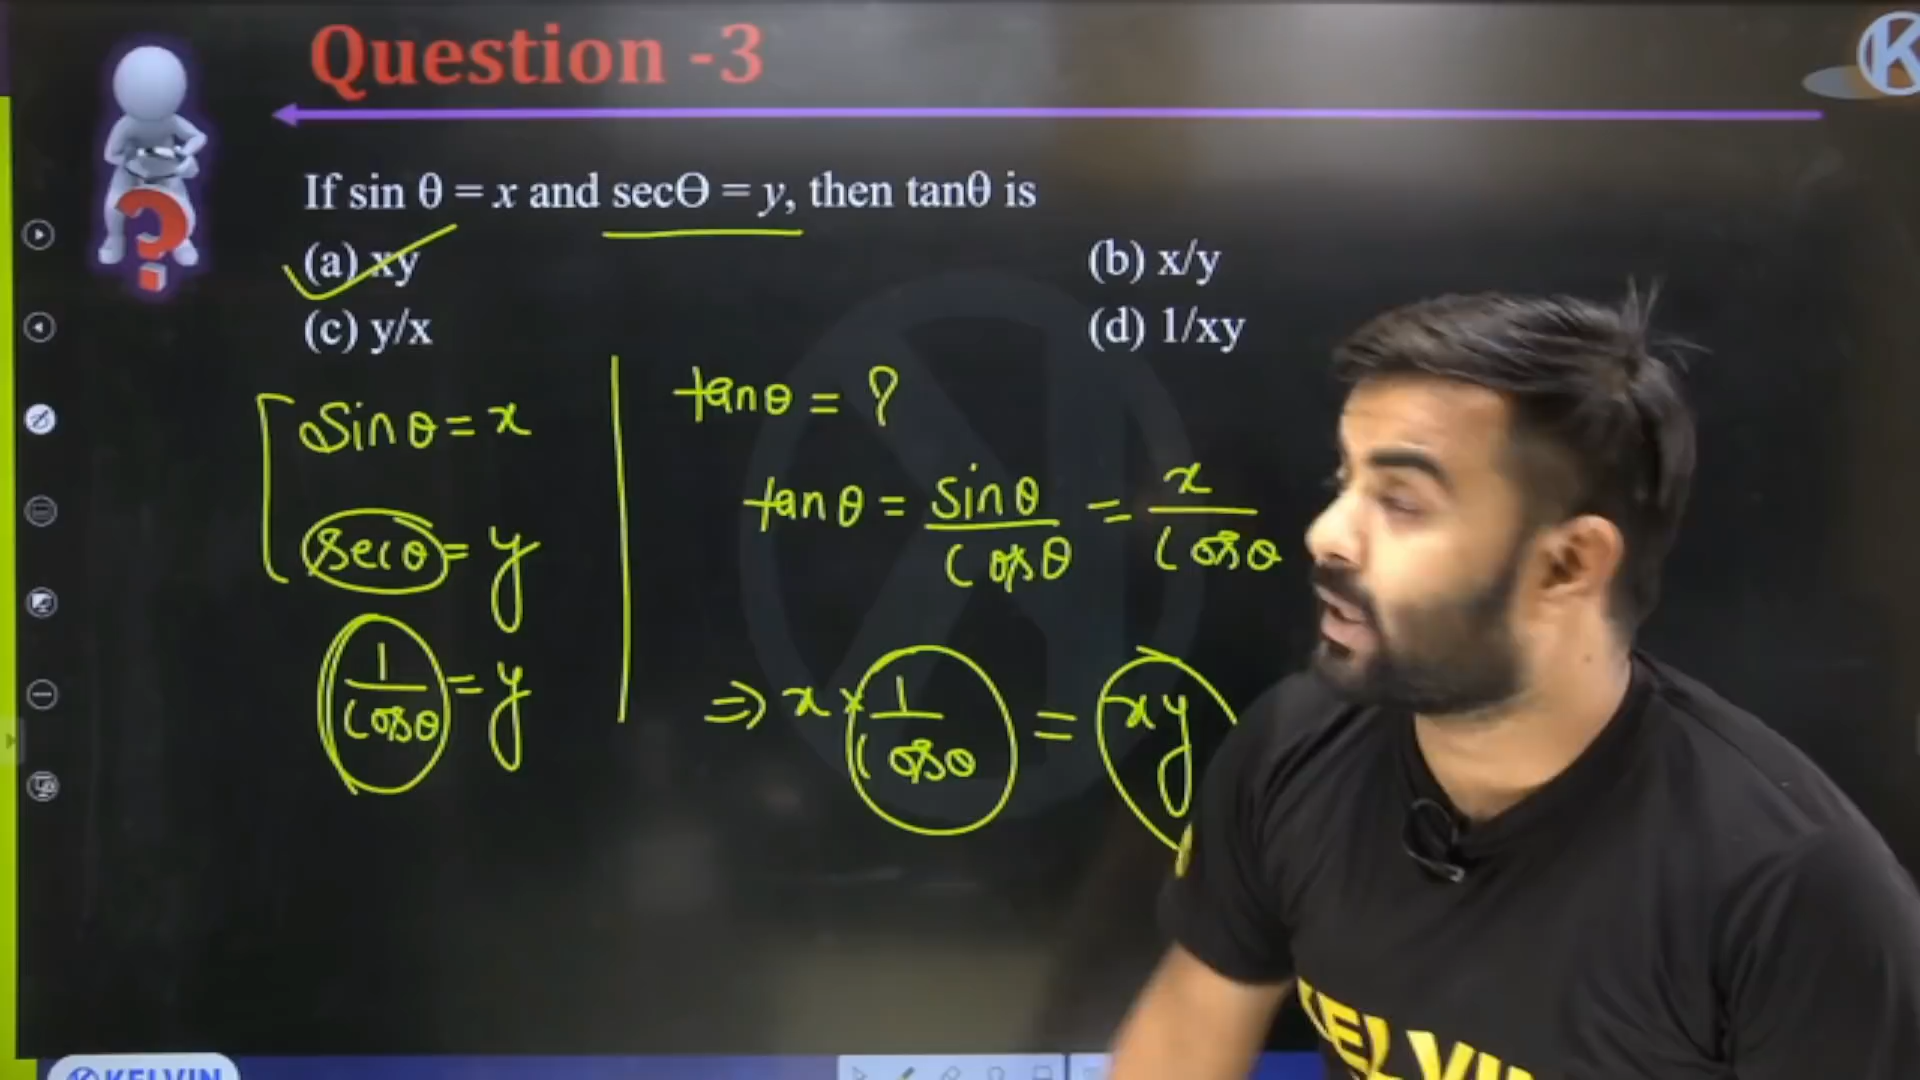 Question -3
If sin θ = x and secΘ = y, then tanθ is
(a) xy
(b) x/y
(c) y/x
(d) 1/xy
sinθ = x
secθ = y
1/cosθ = y
tanθ = ?
tanθ = sinθ/cosθ = x/cosθ
⇒ x × 1/cosθ = xy
KELVIN